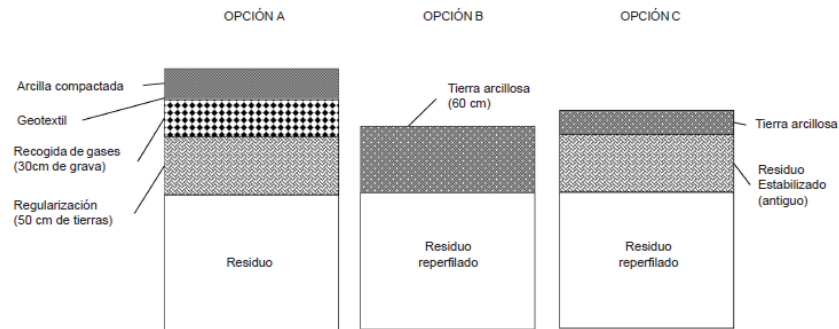 OPCIÓN A
OPCIÓN B
OPCIÓN C
Arcilla compactada
Geotextil
Recogida de gases
(30cm de grava)
Regularización
(50 cm de tierras)
Residuo
Tierra arcillosa
(60 cm)
Residuo
reperfilado
Tierra arcillosa
Residuo
Estabilizado
(antiguo)
Residuo
reperfilado